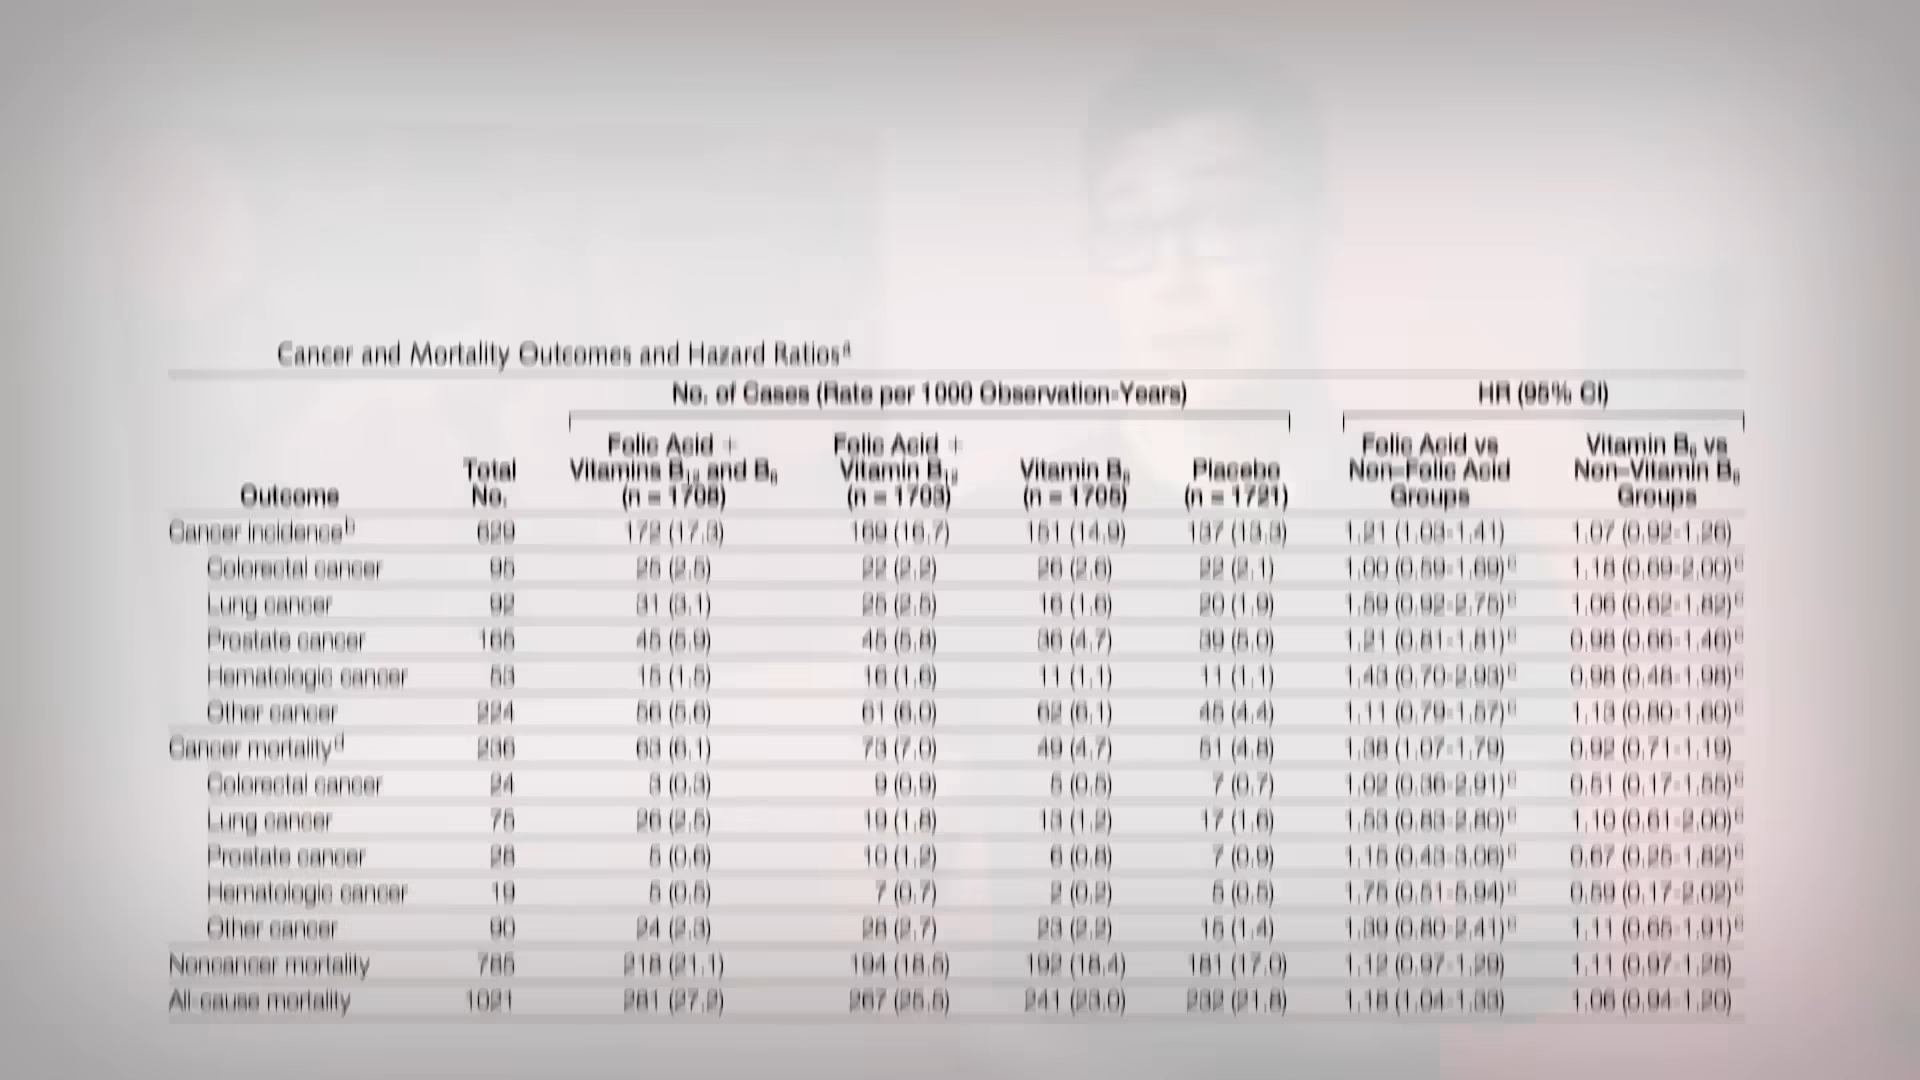 Cancer and Mortality Outcomes and Hazard Ratios^a
No. of Cases (Rate per 1000 Observation-Years) HR (95% CI)
Folic Acid + Folic Acid + Folic Acid vs Vitamin B6 vs
Total Vitamins B12 and B6 Vitamin B12 Vitamin B6 Placebo Non–Folic Acid Non–Vitamin B6
Outcome No. (n = 1708) (n = 1703) (n = 1705) (n = 1721) Groups Groups
Cancer incidence^b 629 172 (17.3) 169 (16.7) 151 (14.9) 137 (13.3) 1.21 (1.03-1.41) 1.07 (0.92-1.26)
Colorectal cancer 95 25 (2.5) 22 (2.2) 26 (2.6) 22 (2.1) 1.00 (0.59-1.69)^c 1.18 (0.69-2.00)^c
Lung cancer 92 31 (3.1) 25 (2.5) 16 (1.6) 20 (1.9) 1.59 (0.92-2.75)^c 1.06 (0.62-1.82)^c
Prostate cancer 165 45 (5.9) 45 (5.8) 36 (4.7) 39 (5.0) 1.21 (0.81-1.81)^c 0.98 (0.66-1.46)^c
Hematologic cancer 53 15 (1.5) 16 (1.6) 11 (1.1) 11 (1.1) 1.43 (0.70-2.93)^c 0.98 (0.48-1.98)^c
Other cancer 224 56 (5.6) 61 (6.0) 62 (6.1) 45 (4.4) 1.11 (0.79-1.57)^c 1.13 (0.80-1.60)^c
Cancer mortality^d 236 63 (6.1) 73 (7.0) 49 (4.7) 51 (4.8) 1.38 (1.07-1.79) 0.92 (0.71-1.19)
Colorectal cancer 24 3 (0.3) 9 (0.9) 5 (0.5) 7 (0.7) 1.02 (0.36-2.91)^c 0.51 (0.17-1.55)^c
Lung cancer 75 26 (2.5) 19 (1.8) 13 (1.2) 17 (1.6) 1.53 (0.83-2.80)^c 1.10 (0.61-2.00)^c
Prostate cancer 28 5 (0.6) 10 (1.2) 6 (0.8) 7 (0.9) 1.15 (0.43-3.06)^c 0.67 (0.25-1.82)^c
Hematologic cancer 19 5 (0.5) 7 (0.7) 2 (0.2) 5 (0.5) 1.75 (0.51-5.94)^c 0.59 (0.17-2.02)^c
Other cancer 90 24 (2.3) 28 (2.7) 23 (2.2) 15 (1.4) 1.39 (0.80-2.41)^c 1.11 (0.65-1.91)^c
Noncancer mortality 785 218 (21.1) 194 (18.6) 192 (18.4) 181 (17.0) 1.12 (0.97-1.29) 1.11 (0.97-1.28)
All-cause mortality 1021 281 (27.2) 267 (25.5) 241 (23.0) 232 (21.8) 1.18 (1.04-1.33) 1.06 (0.94-1.20)